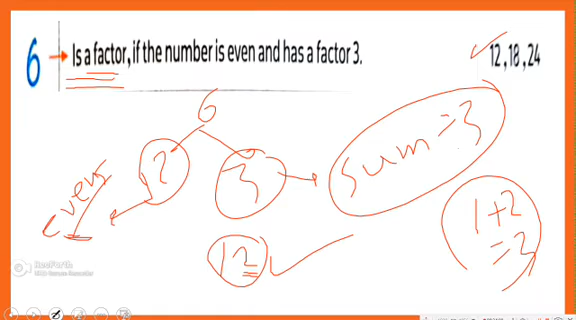 6 Is a factor, if the number is even and has a factor 3. 12,18,24
6
2 3 sum=3
even
12
1+2
=3
RecForth